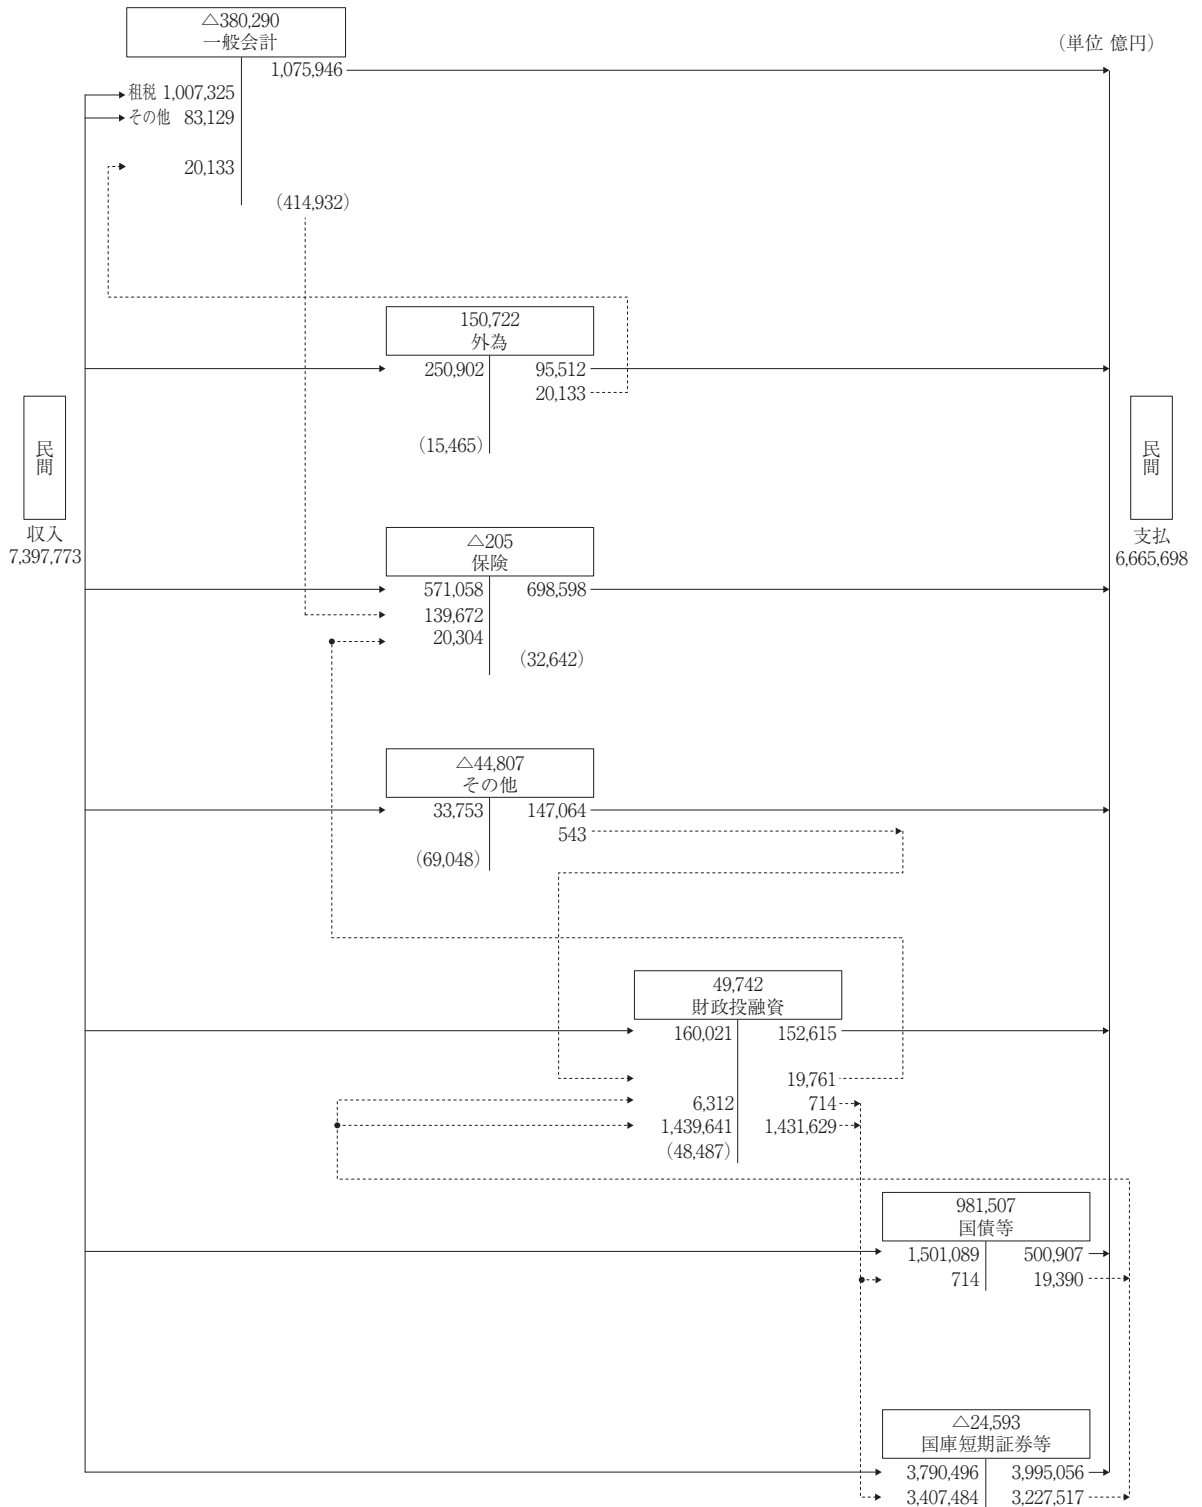 △380,290
一般会計
(単位 億円)
1,075,946
租税 1,007,325
その他 83,129
20,133
(414,932)
150,722
外為
250,902 95,512
20,133
(15,465)
民間
収入
7,397,773
民間
支払
6,665,698
△205
保険
571,058 698,598
139,672
20,304
(32,642)
△44,807
その他
33,753 147,064
543
(69,048)
49,742
財政投融資
160,021 152,615
19,761
6,312 714
1,439,641 1,431,629
(48,487)
981,507
国債等
1,501,089 500,907
714 19,390
△24,593
国庫短期証券等
3,790,496 3,995,056
3,407,484 3,227,517